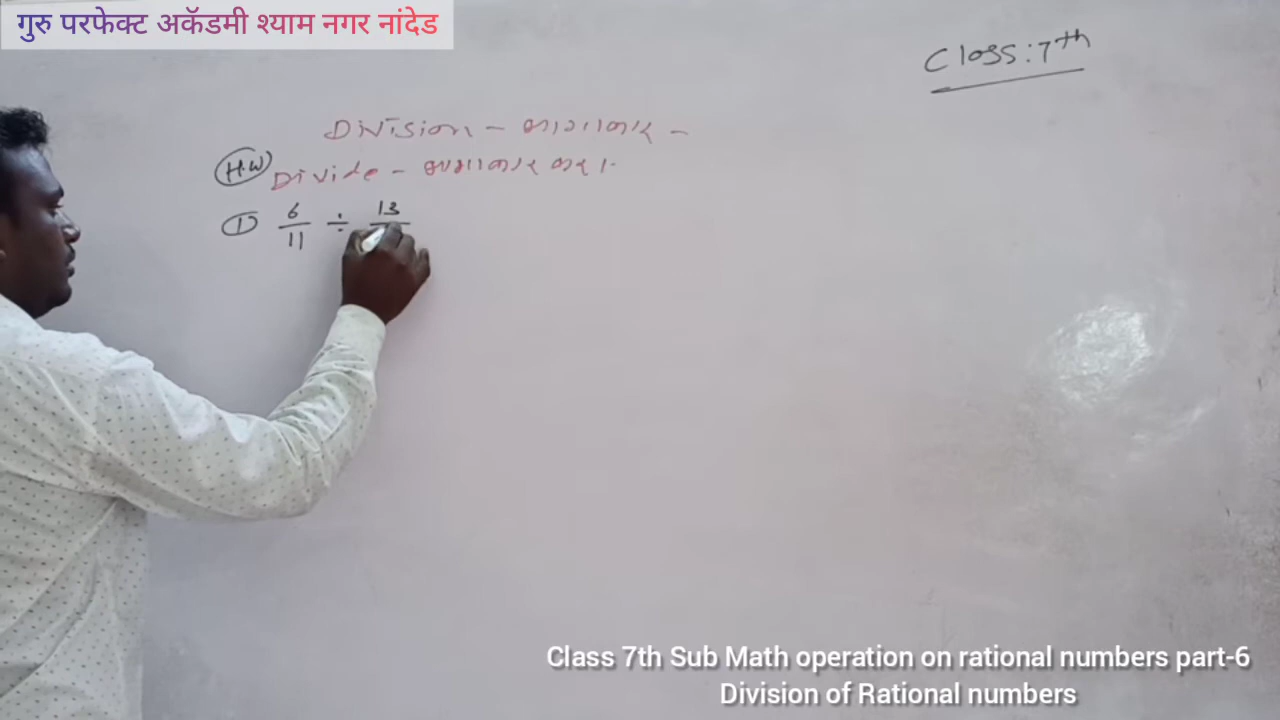 गुरु परफेक्ट अकॅडमी श्याम नगर नांदेड
Class:7th
Division - भागाकार -
H.W Divide - भागाकार करा.
① 6/11 ÷ 13/
Class 7th Sub Math operation on rational numbers part-6
Division of Rational numbers